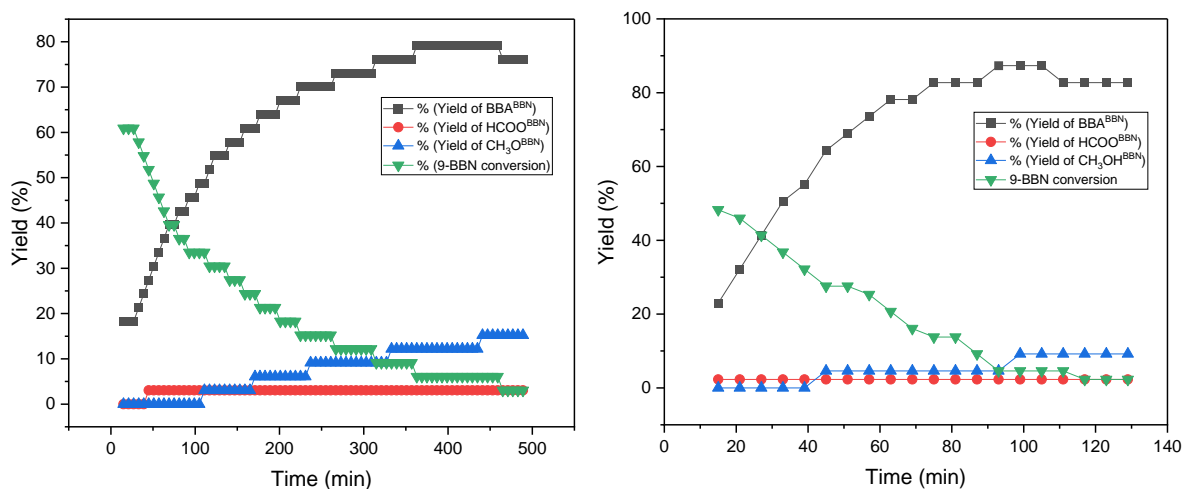 80
70
60
50
40
30
20
10
0
Yield (%)
% (Yield of BBA^BBN)
% (Yield of HCOO^BBN)
% (Yield of CH₃O^BBN)
% (9-BBN conversion)
0 100 200 300 400 500
Time (min)
100
80
60
40
20
0
-10
Yield (%)
% (Yield of BBA^BBN)
% (Yield of HCOO^BBN)
% (Yield of CH₃OH^BBN)
9-BBN conversion
0 20 40 60 80 100 120 140
Time (min)